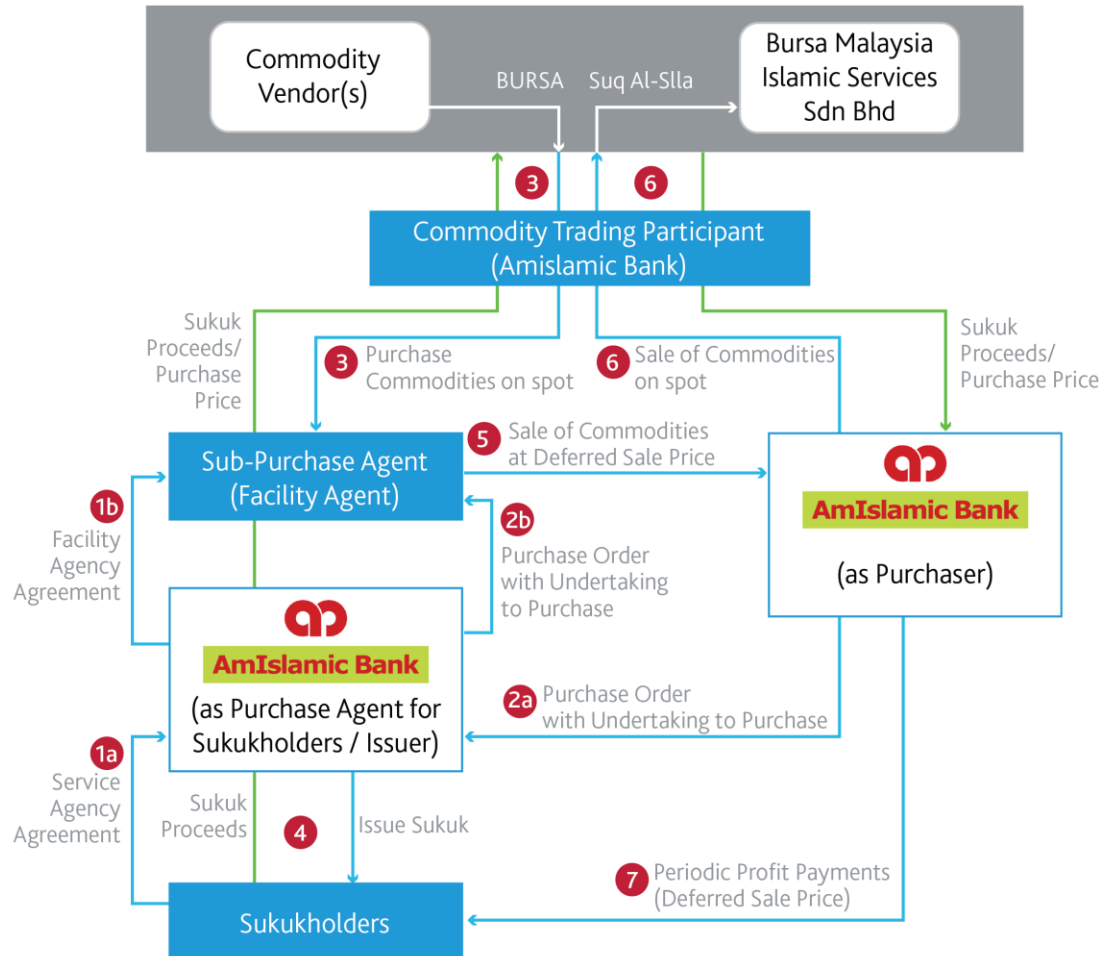 Commodity
Vendor(s)
BURSA
Suq Al-Slla
Bursa Malaysia
Islamic Services
Sdn Bhd
3
6
Commodity Trading Participant
(Amislamic Bank)
Sukuk
Proceeds/
Purchase
Price
3
Purchase
Commodities on spot
6
Sale of Commodities
on spot
Sukuk
Proceeds/
Purchase Price
Sub-Purchase Agent
(Facility Agent)
5
Sale of Commodities
at Deferred Sale Price
AmIslamic Bank
(as Purchaser)
1b
Facility
Agency
Agreement
2b
Purchase Order
with Undertaking
to Purchase
AmIslamic Bank
(as Purchase Agent for
Sukukholders / Issuer)
2a
Purchase Order
with Undertaking to Purchase
1a
Service
Agency
Agreement
Sukuk
Proceeds
4
Issue Sukuk
7
Periodic Profit Payments
(Deferred Sale Price)
Sukukholders